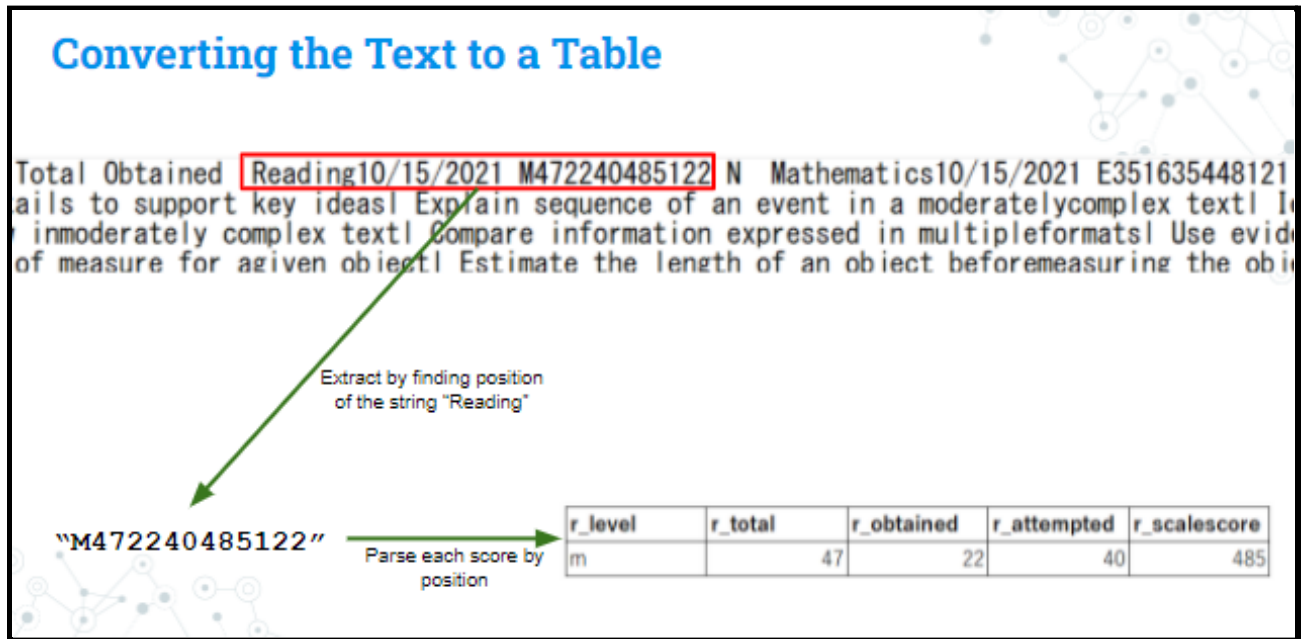 Converting the Text to a Table
Total Obtained Reading10/15/2021 M472240485122 N Mathematics10/15/2021 E351635448121
ails to support key ideasl Explain sequence of an event in a moderatelycomplex textl
inmoderately complex textl Compare information expressed in multipleformatsl Use
of measure for agiven objectl Estimate the length of an object beforemeasuring the
Extract by finding position
of the string "Reading"
"M472240485122"
Parse each score by
position
r_level r_total r_obtained r_attempted r_scalescore
m 47 22 40 485